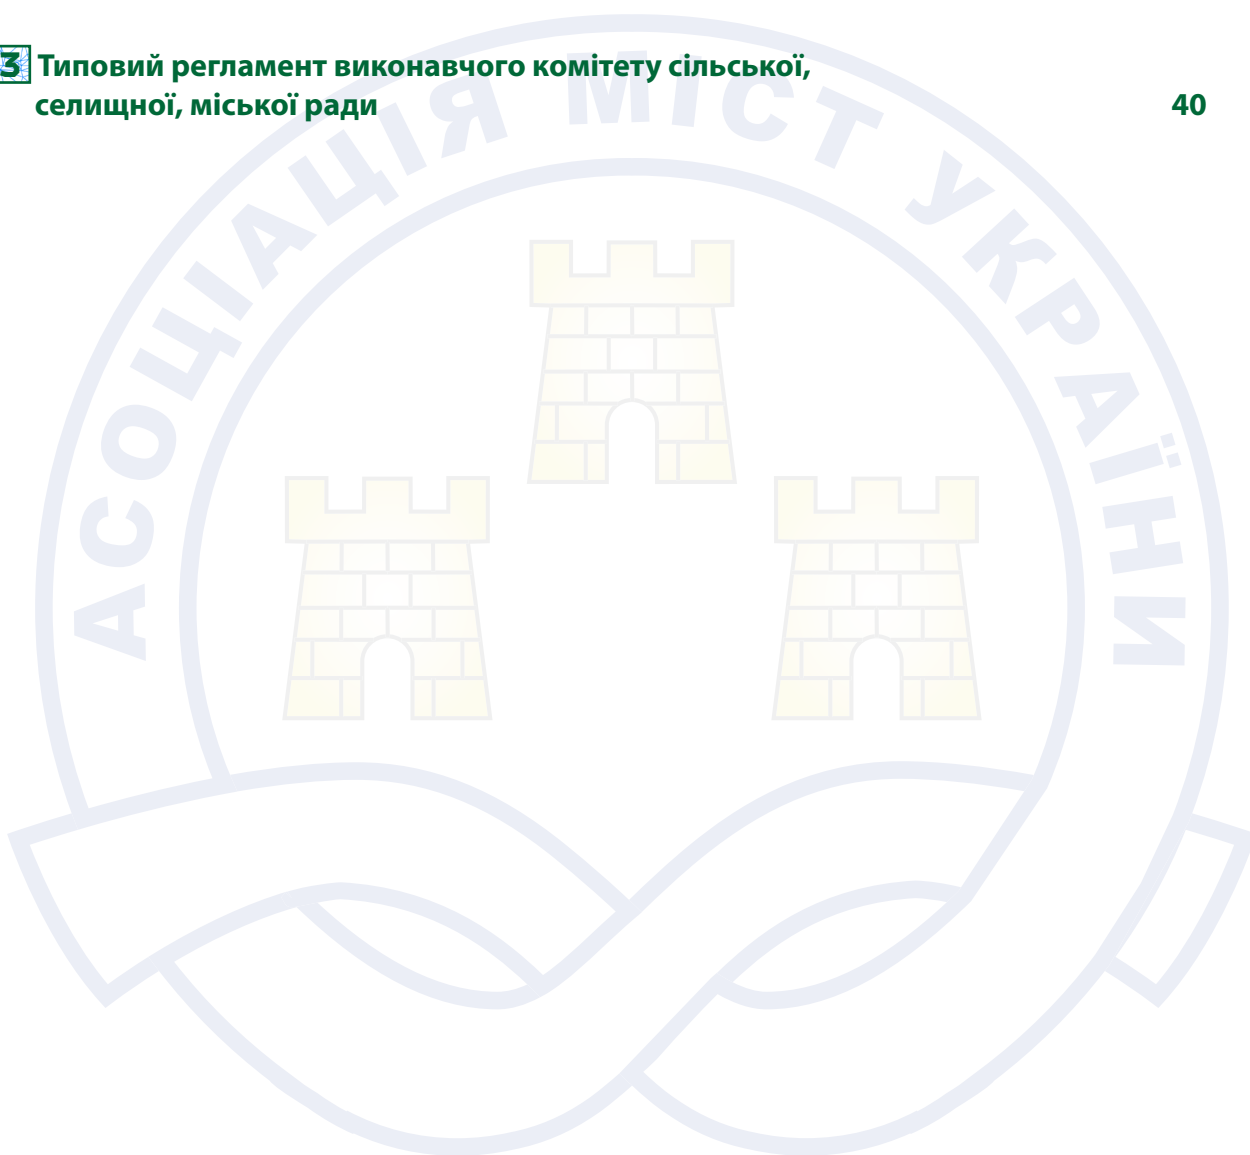 3 Типовий регламент виконавчого комітету сільської,
селищної, міської ради 40
АСОЦІАЦІЯ МІСТ УКРАЇНИ